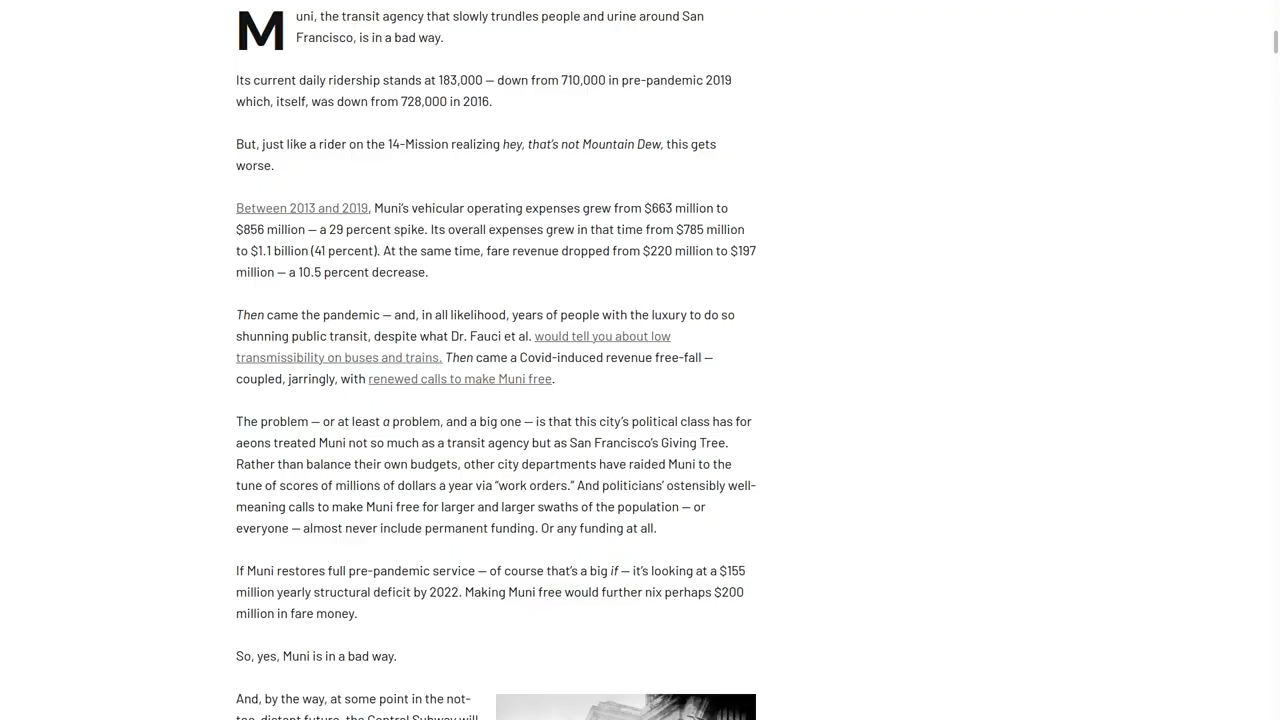 Muni, the transit agency that slowly trundles people and urine around San
Francisco, is in a bad way.
Its current daily ridership stands at 183,000 — down from 710,000 in pre-pandemic 2019
which, itself, was down from 728,000 in 2016.
But, just like a rider on the 14-Mission realizing hey, that’s not Mountain Dew, this gets
worse.
Between 2013 and 2019, Muni’s vehicular operating expenses grew from $663 million to
$856 million — a 29 percent spike. Its overall expenses grew in that time from $785 million
to $1.1 billion (41 percent). At the same time, fare revenue dropped from $220 million to $197
million — a 10.5 percent decrease.
Then came the pandemic — and, in all likelihood, years of people with the luxury to do so
shunning public transit, despite what Dr. Fauci et al. would tell you about low
transmissibility on buses and trains. Then came a Covid-induced revenue free-fall —
coupled, jarringly, with renewed calls to make Muni free.
The problem — or at least a problem, and a big one — is that this city’s political class has for
aeons treated Muni not so much as a transit agency but as San Francisco’s Giving Tree.
Rather than balance their own budgets, other city departments have raided Muni to the
tune of scores of millions of dollars a year via “work orders.” And politicians’ ostensibly well-
meaning calls to make Muni free for larger and larger swaths of the population — or
everyone — almost never include permanent funding. Or any funding at all.
If Muni restores full pre-pandemic service — of course that’s a big if — it’s looking at a $155
million yearly structural deficit by 2022. Making Muni free would further nix perhaps $200
million in fare money.
So, yes, Muni is in a bad way.
And, by the way, at some point in the not-
too-distant future, the Central Subway will